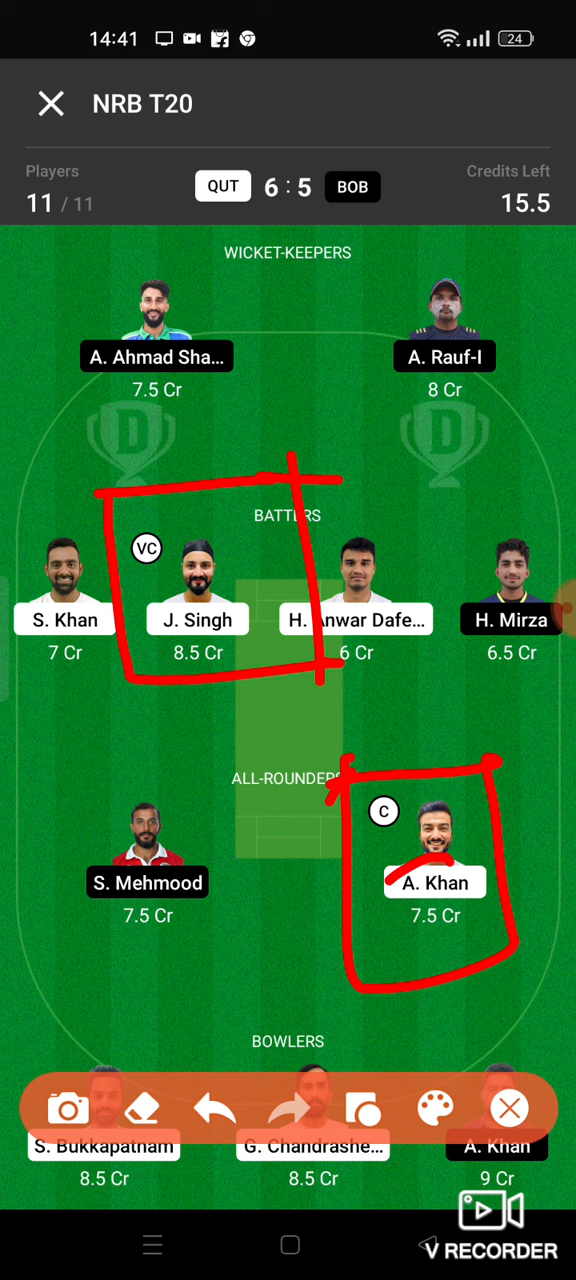 14:41
24
NRB T20
Players
11 / 11
QUT 6 : 5 BOB
Credits Left
15.5
WICKET-KEEPERS
A. Ahmad Sha...
7.5 Cr
A. Rauf-I
8 Cr
D
D
BATTERS
VC
S. Khan
7 Cr
J. Singh
8.5 Cr
H. Anwar Dafe...
6 Cr
H. Mirza
6.5 Cr
ALL-ROUNDERS
C
S. Mehmood
7.5 Cr
A. Khan
7.5 Cr
BOWLERS
S. Bukkapatnam
8.5 Cr
G. Chandrashe...
8.5 Cr
A. Khan
9 Cr
V RECORDER